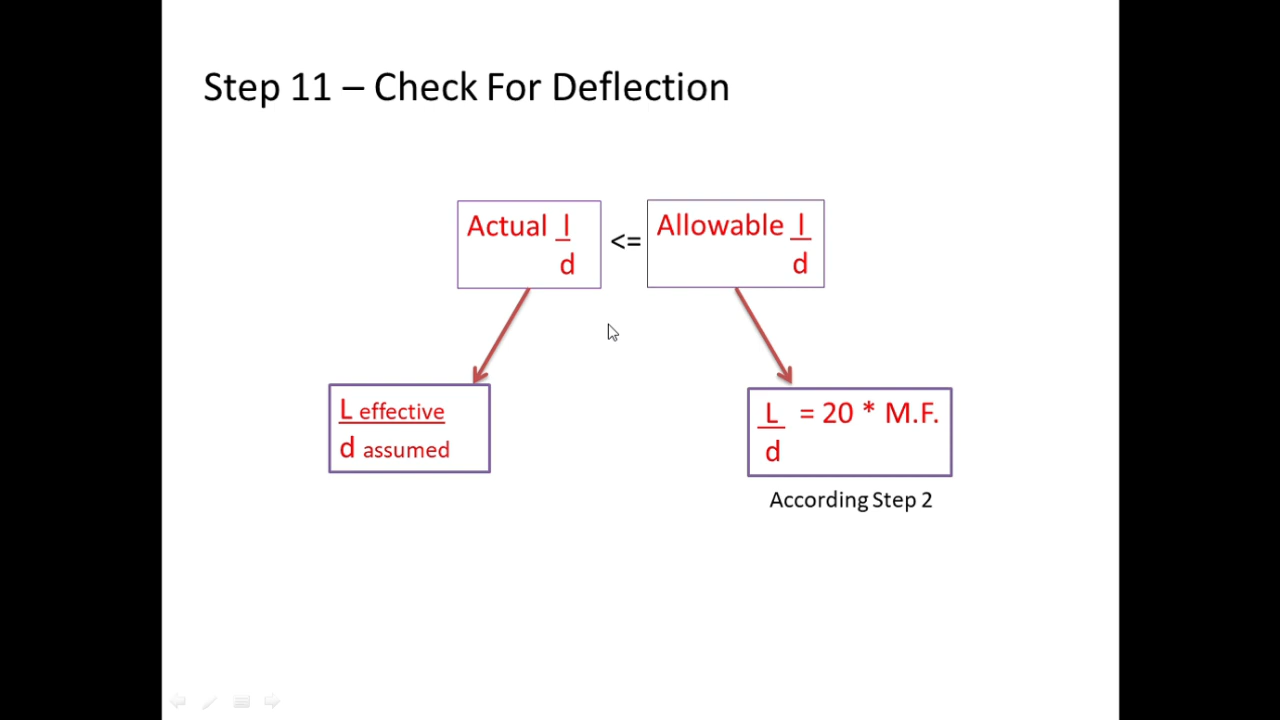 Step 11 – Check For Deflection
Actual l
d
<=
Allowable l
d
L effective
d assumed
L = 20 * M.F.
d
According Step 2